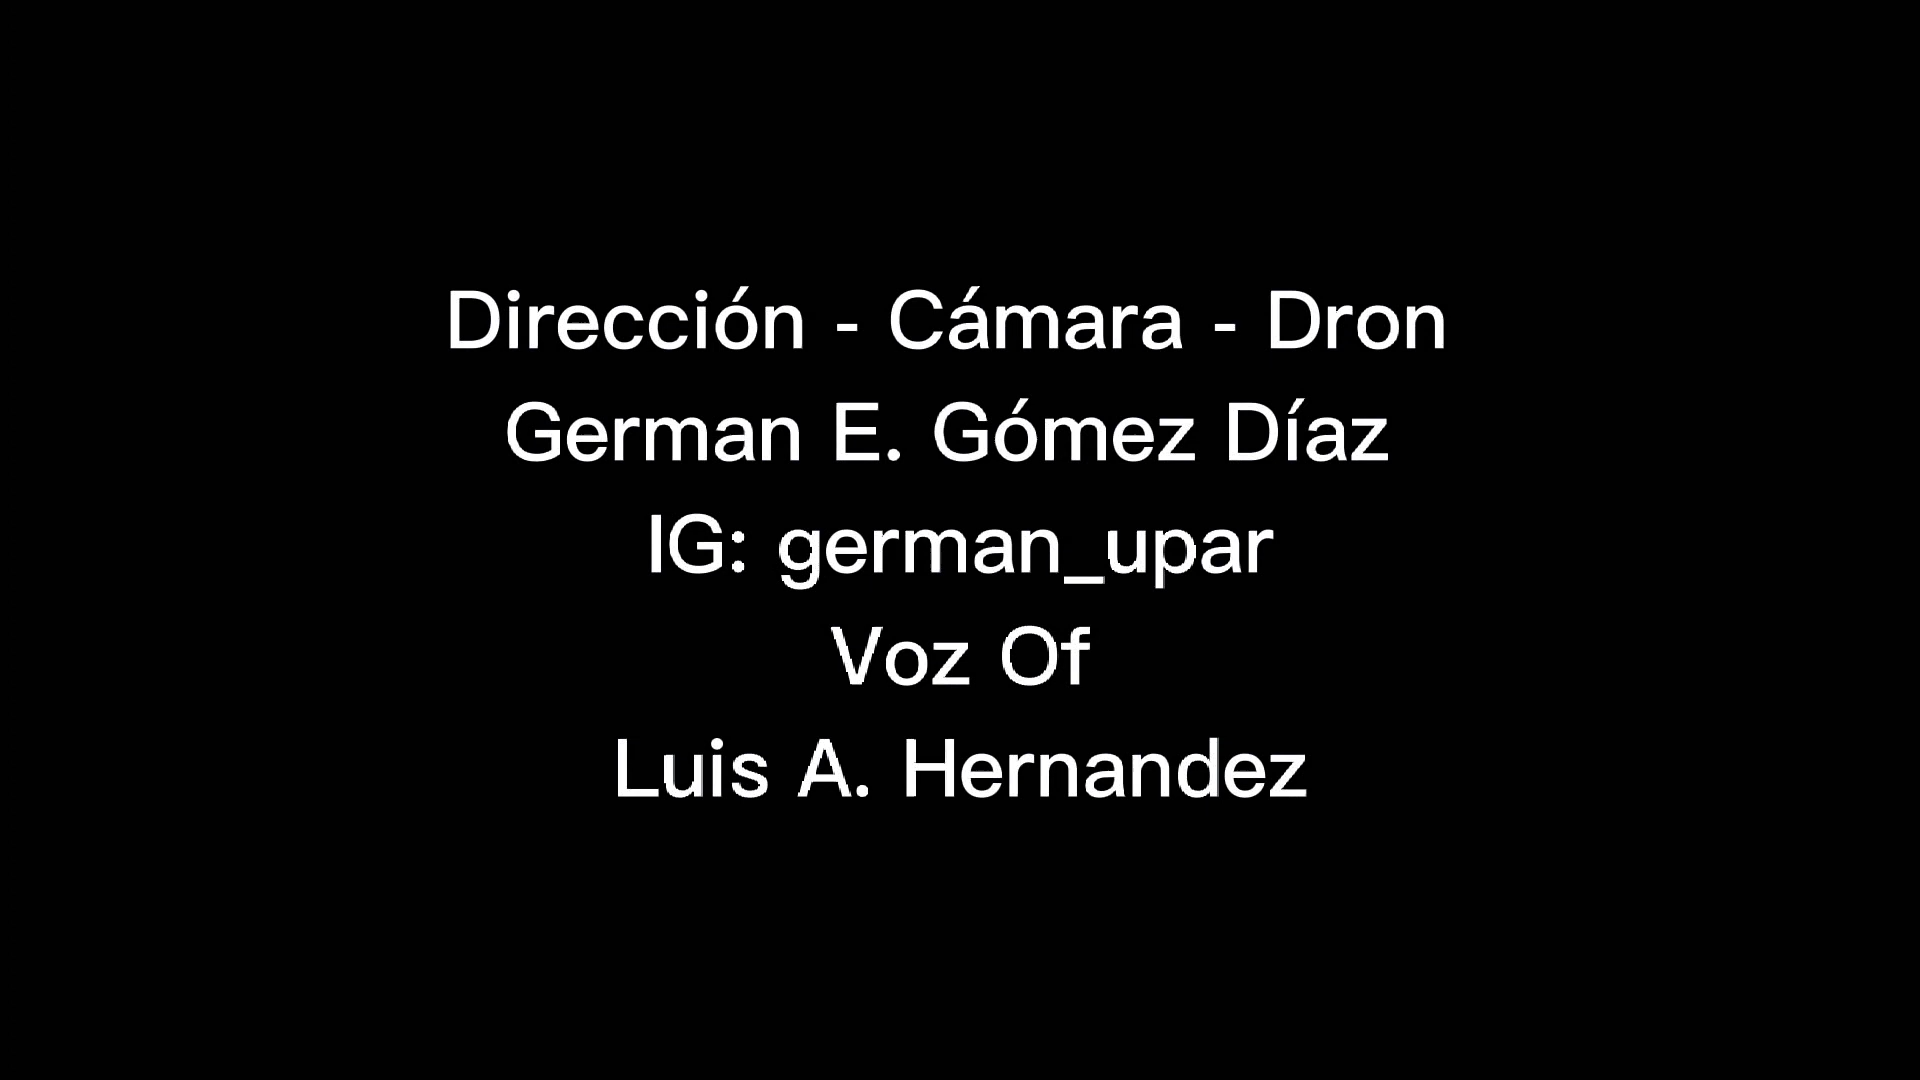 Dirección - Cámara - Dron
German E. Gómez Díaz
IG: german_upar
Voz Of
Luis A. Hernandez